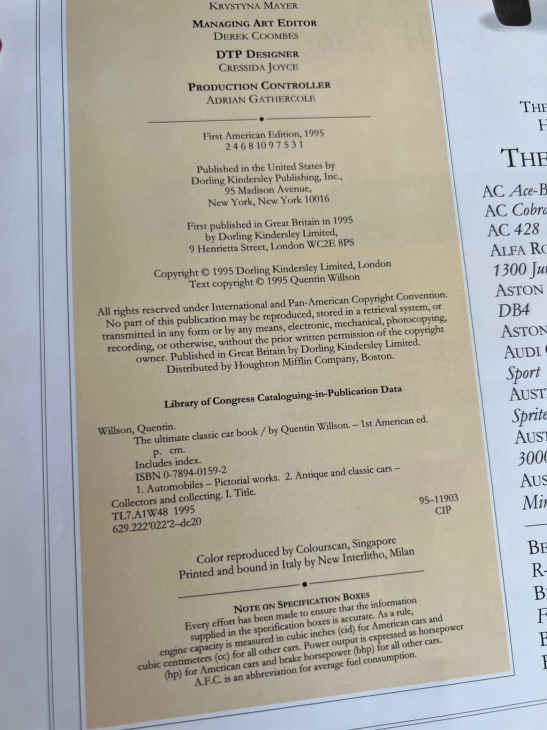 KRYSTYNA MAYER
MANAGING ART EDITOR
DEREK COOMBES
DTP DESIGNER
CRESSIDA JOYCE
PRODUCTION CONTROLLER
ADRIAN GATHERCOLE
First American Edition, 1995
2 4 6 8 10 9 7 5 3 1
Published in the United States by
Dorling Kindersley Publishing, Inc.,
95 Madison Avenue,
New York, New York 10016
First published in Great Britain in 1995
by Dorling Kindersley Limited,
9 Henrietta Street, London WC2E 8PS
Copyright © 1995 Dorling Kindersley Limited, London
Text copyright © 1995 Quentin Willson
All rights reserved under International and Pan-American Copyright Convention.
No part of this publication may be reproduced, stored in a retrieval system, or
transmitted in any form or by any means, electronic, mechanical, photocopying,
recording, or otherwise, without the prior written permission of the copyright
owner. Published in Great Britain by Dorling Kindersley Limited.
Distributed by Houghton Mifflin Company, Boston.
Library of Congress Cataloguing-in-Publication Data
Willson, Quentin.
The ultimate classic car book / by Quentin Willson. – 1st American ed.
p. cm.
Includes index.
ISBN 0-7894-0159-2
1. Automobiles – Pictorial works. 2. Antique and classic cars –
Collectors and collecting. I. Title.
TL7.A1W48 1995
629.222'022'2–dc20
95–11903
CIP
Color reproduced by Colourscan, Singapore
Printed and bound in Italy by New Interlitho, Milan
NOTE ON SPECIFICATION BOXES
Every effort has been made to ensure that the information
supplied in the specification boxes is accurate. As a rule,
engine capacity is measured in cubic inches (cid) for American cars and
cubic centimeters (cc) for all other cars. Power output is expressed as horsepower
(hp) for American cars and brake horsepower (bhp) for all other cars.
A.F.C. is an abbreviation for average fuel consumption.
THE
H
THE
AC Ace-B
AC Cobra
AC 428
ALFA RO
1300 Jun
ASTON
DB4
ASTON
AUDI
Sport
AUST
Sprite
AUST
3000
AUS
Min
BE
R-
B
F